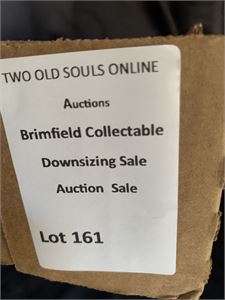 TWO OLD SOULS ONLINE
Auctions
Brimfield Collectable
Downsizing Sale
Auction Sale
Lot 161